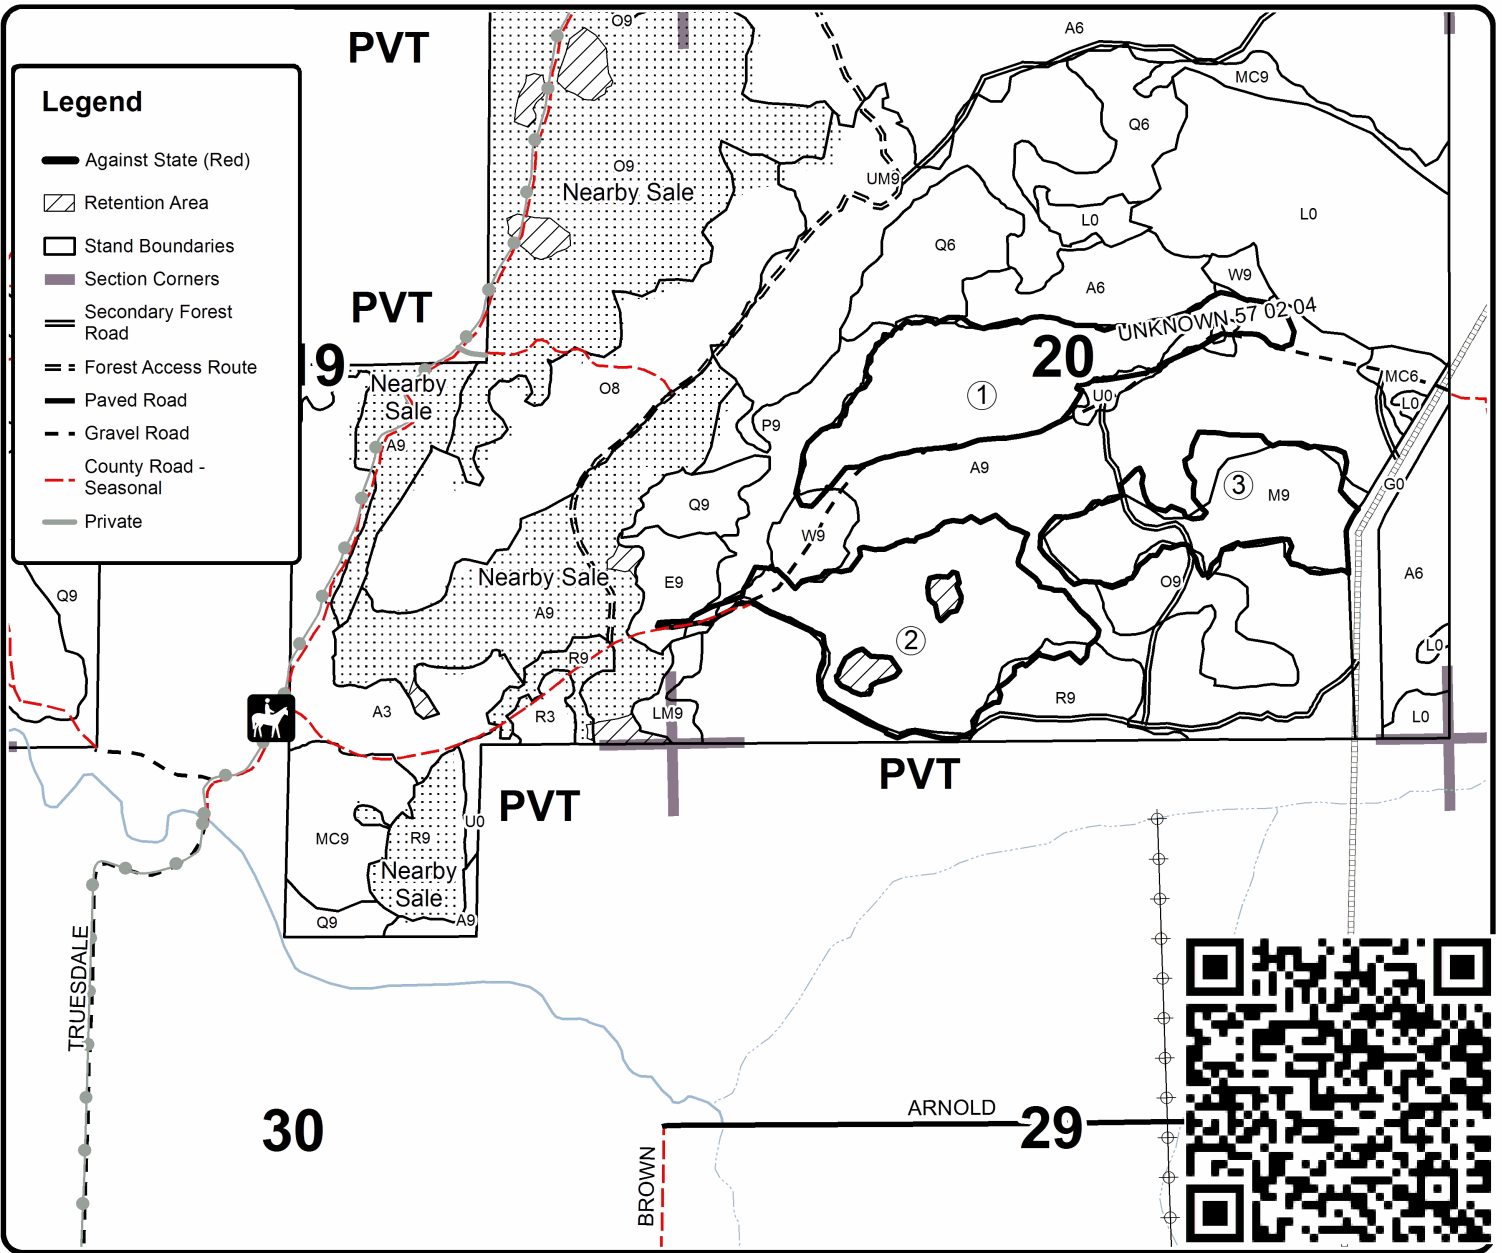 O9
PVT
A6
MC9
Legend
Against State (Red)
Retention Area
Stand Boundaries
Section Corners
Secondary Forest
Road
Forest Access Route
Paved Road
Gravel Road
County Road -
Seasonal
Private
Q6
O9
Nearby Sale
UM9
L0
L0
Q6
W9
A6
PVT
UNKNOWN 57 02 04
20
19
Nearby
Sale
O8
MC6
1
U0
L0
P9
A9
A9
3
M9
G0
Q9
W9
Nearby Sale
E9
A6
O9
Q9
A9
2
L0
R9
R9
A3
R3
LM9
L0
PVT
PVT
U0
MC9
R9
Nearby
Sale
Q9
A9
TRUESDALE
30
ARNOLD
29
BROWN